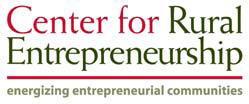 Center for Rural
Entrepreneurship
energizing entrepreneurial communities